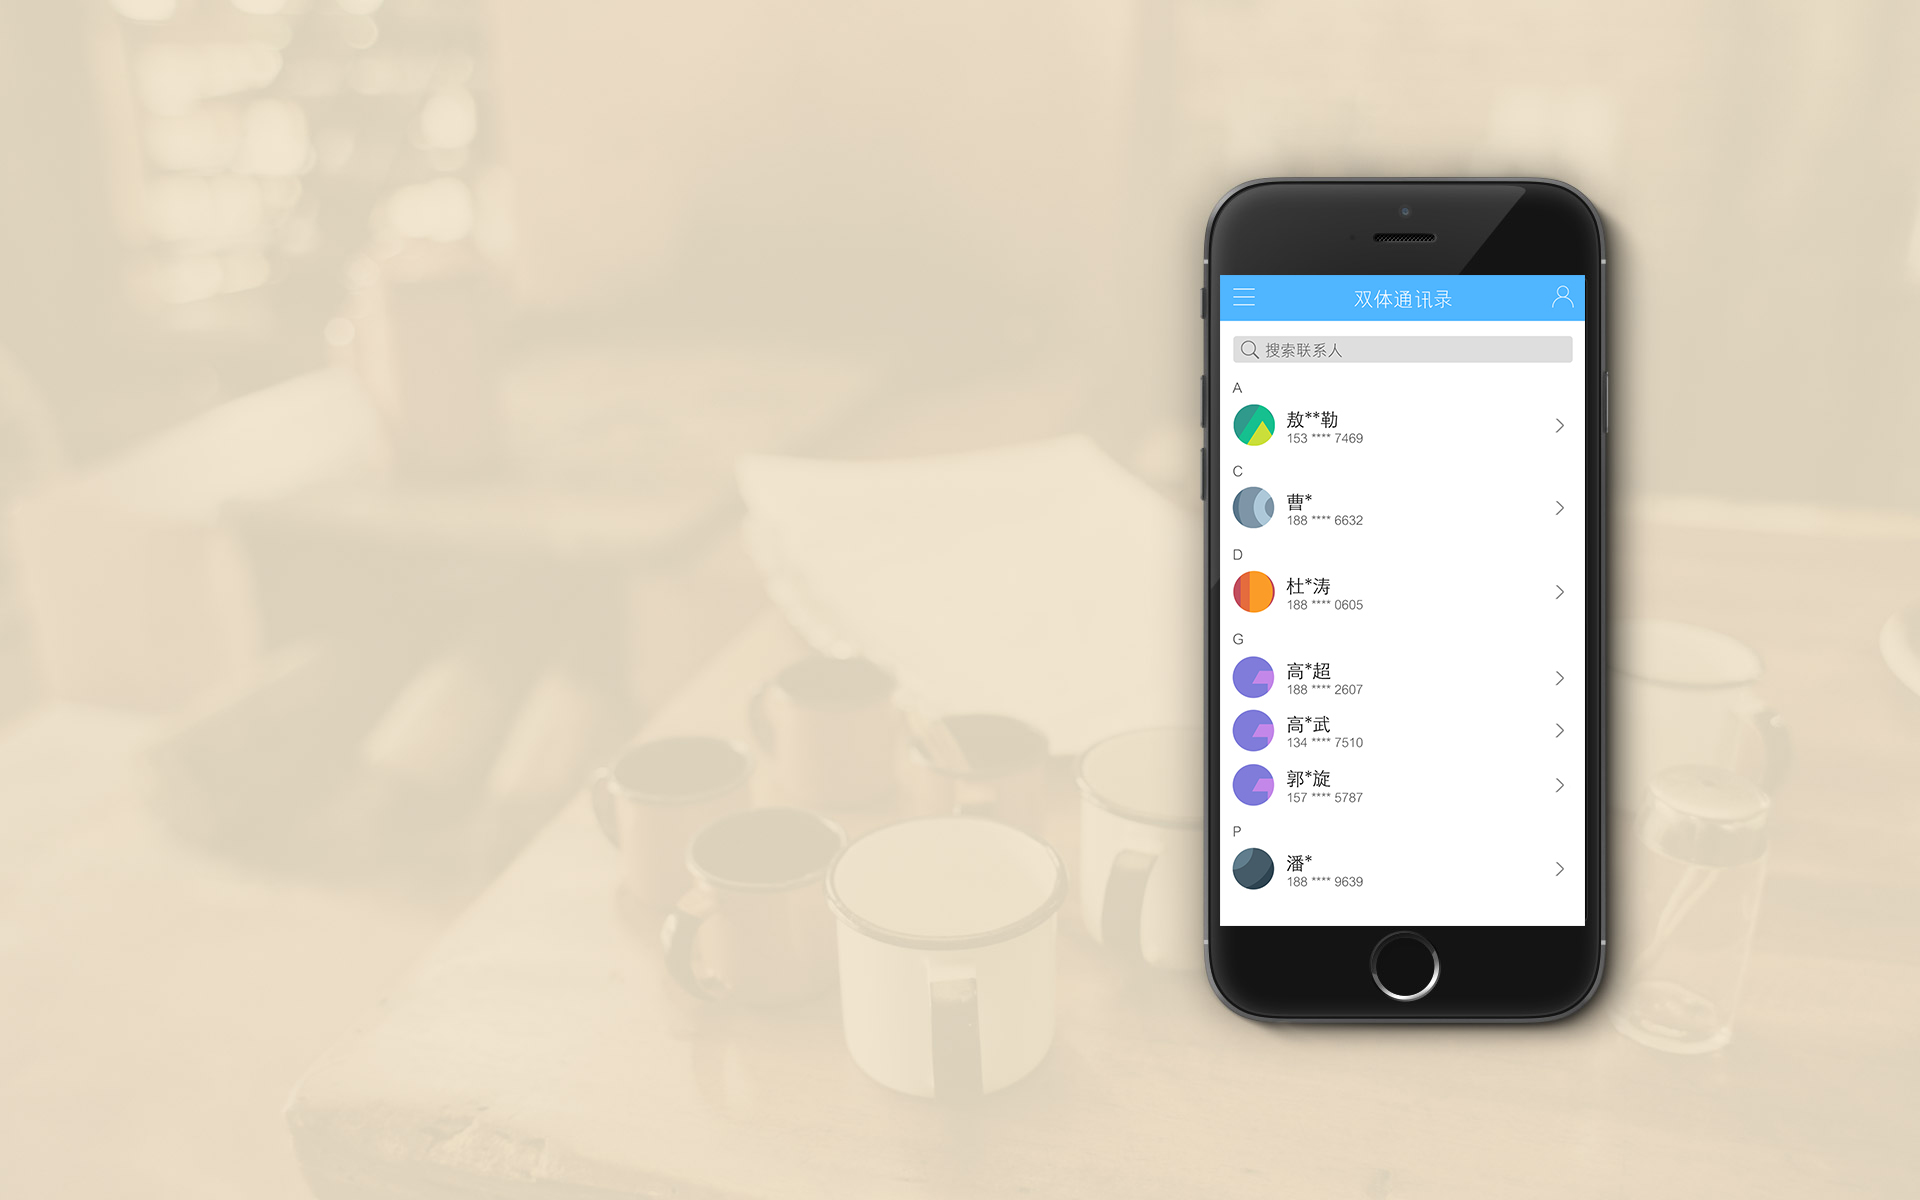 双体通讯录
搜索联系人
A
敖**勒
153 **** 7469
C
曹*
188 **** 6632
D
杜*涛
188 **** 0605
G
高*超
188 **** 2607
高*武
134 **** 7510
郭*旋
157 **** 5787
P
潘*
188 **** 9639